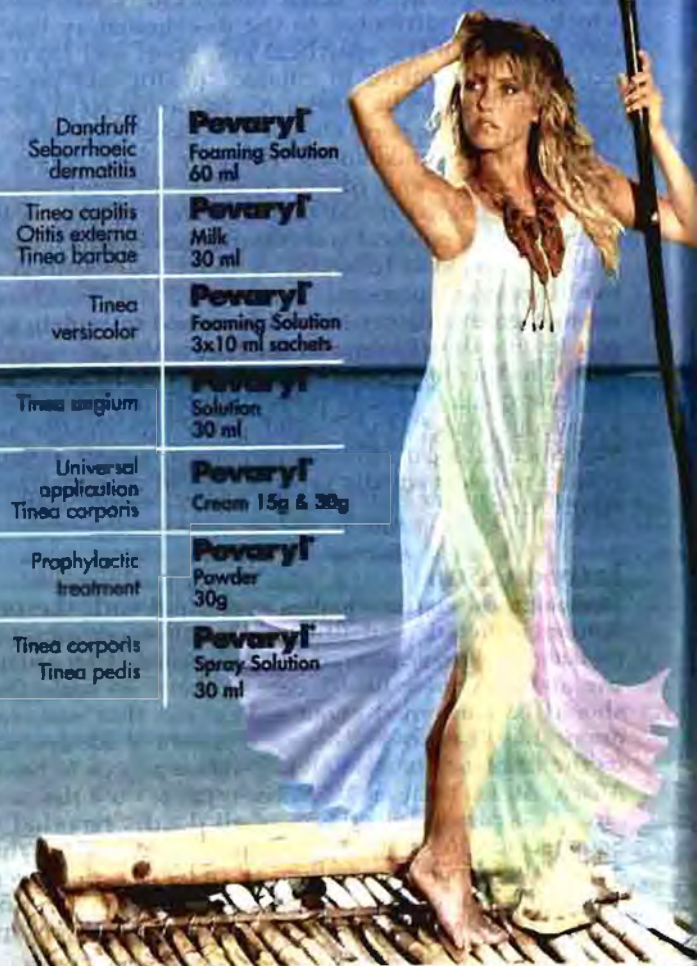 Dandruff
Seborrhoeic
dermatitis
Pevaryl
Foaming Solution
60 ml
Tinea capitis
Otitis externa
Tinea barbae
Pevaryl
Milk
30 ml
Tinea
versicolor
Pevaryl
Foaming Solution
3x10 ml sachets
Tinea ungium
Pevaryl
Solution
30 ml
Universal
application
Tinea corporis
Pevaryl
Cream 15g & 30g
Prophylactic
treatment
Pevaryl
Powder
30g
Tinea corporis
Tinea pedis
Pevaryl
Spray Solution
30 ml